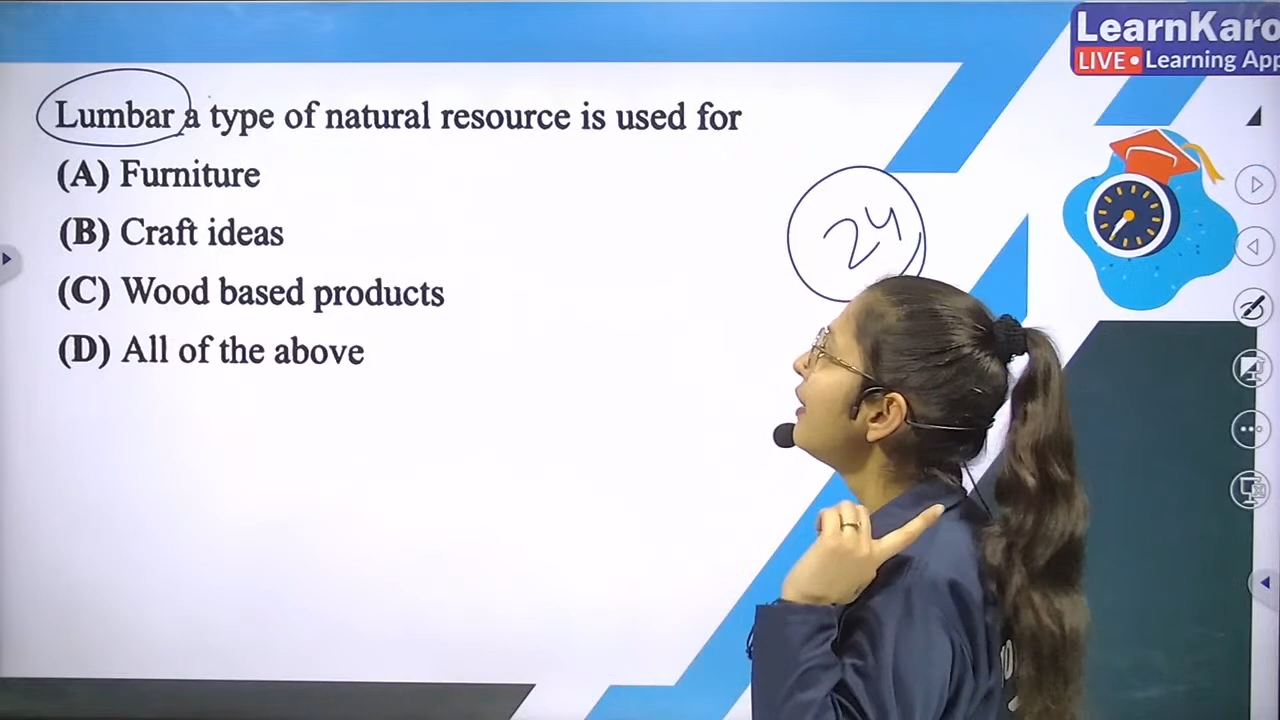 LearnKaro
LIVE • Learning App
Lumbar a type of natural resource is used for
(A) Furniture
(B) Craft ideas
(C) Wood based products
(D) All of the above
24